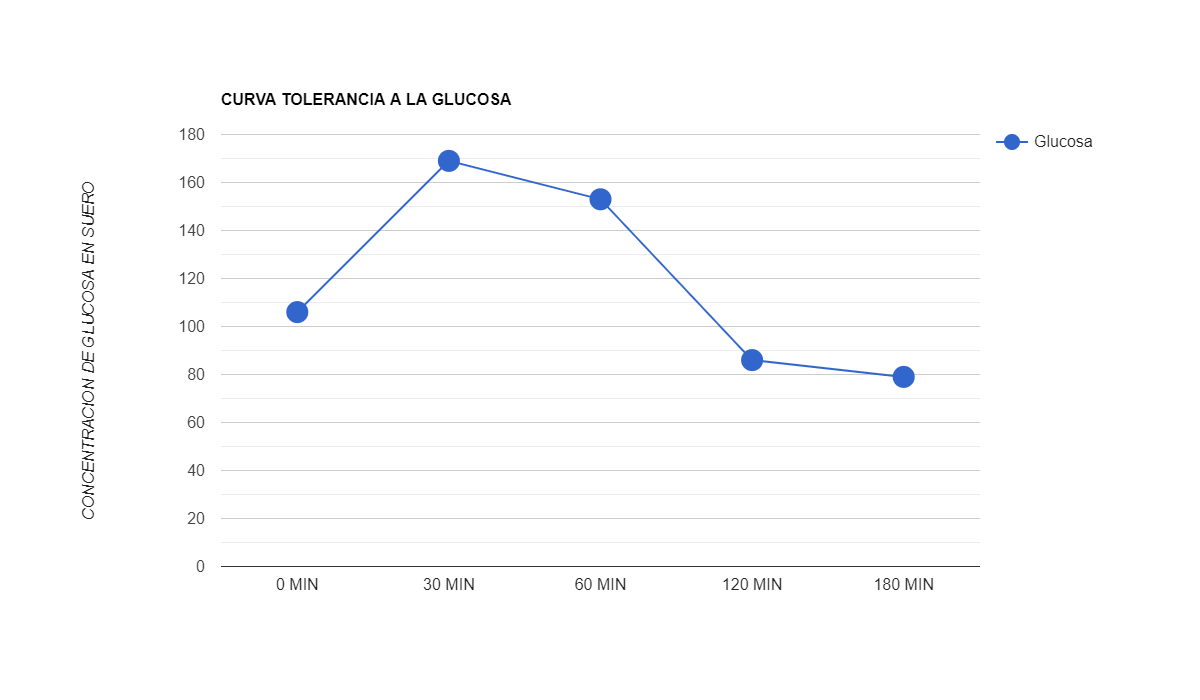 CURVA TOLERANCIA A LA GLUCOSA
Glucosa
CONCENTRACION DE GLUCOSA EN SUERO
180
160
140
120
100
80
60
40
20
0
0 MIN
30 MIN
60 MIN
120 MIN
180 MIN